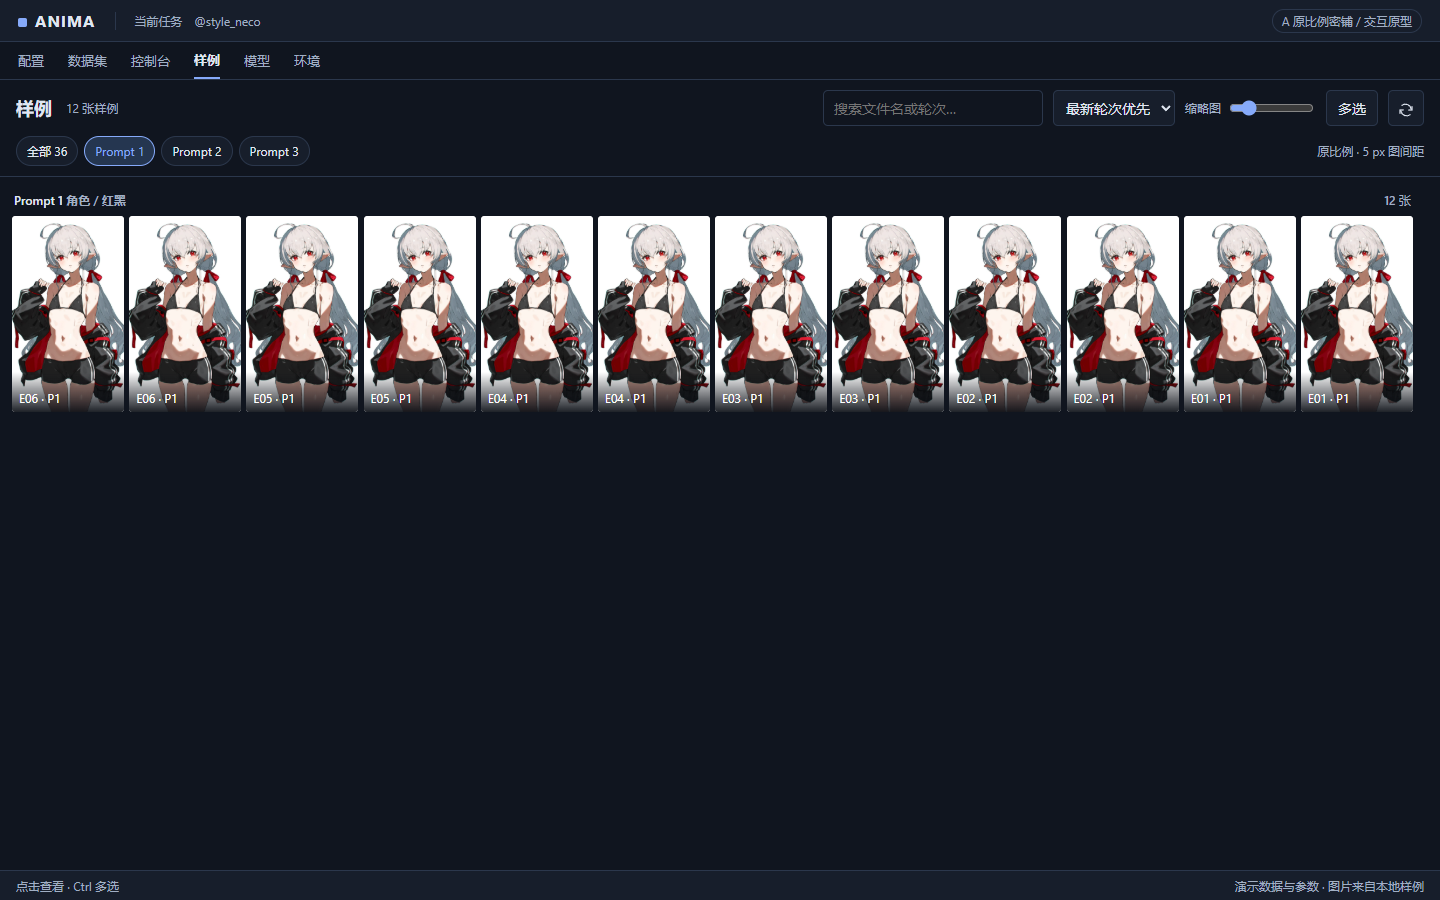 ANIMA 当前任务 @style_neco A 原比例密铺 / 交互原型
配置 数据集 控制台 样例 模型 环境
样例 12 张样例 搜索文件名或轮次... 最新轮次优先 缩略图 多选
全部 36 Prompt 1 Prompt 2 Prompt 3 原比例 · 5 px 图间距
Prompt 1 角色 / 红黑 12 张
E06 · P1 E06 · P1 E05 · P1 E05 · P1 E04 · P1 E04 · P1 E03 · P1 E03 · P1 E02 · P1 E02 · P1 E01 · P1 E01 · P1
点击查看 · Ctrl 多选 演示数据与参数 · 图片来自本地样例